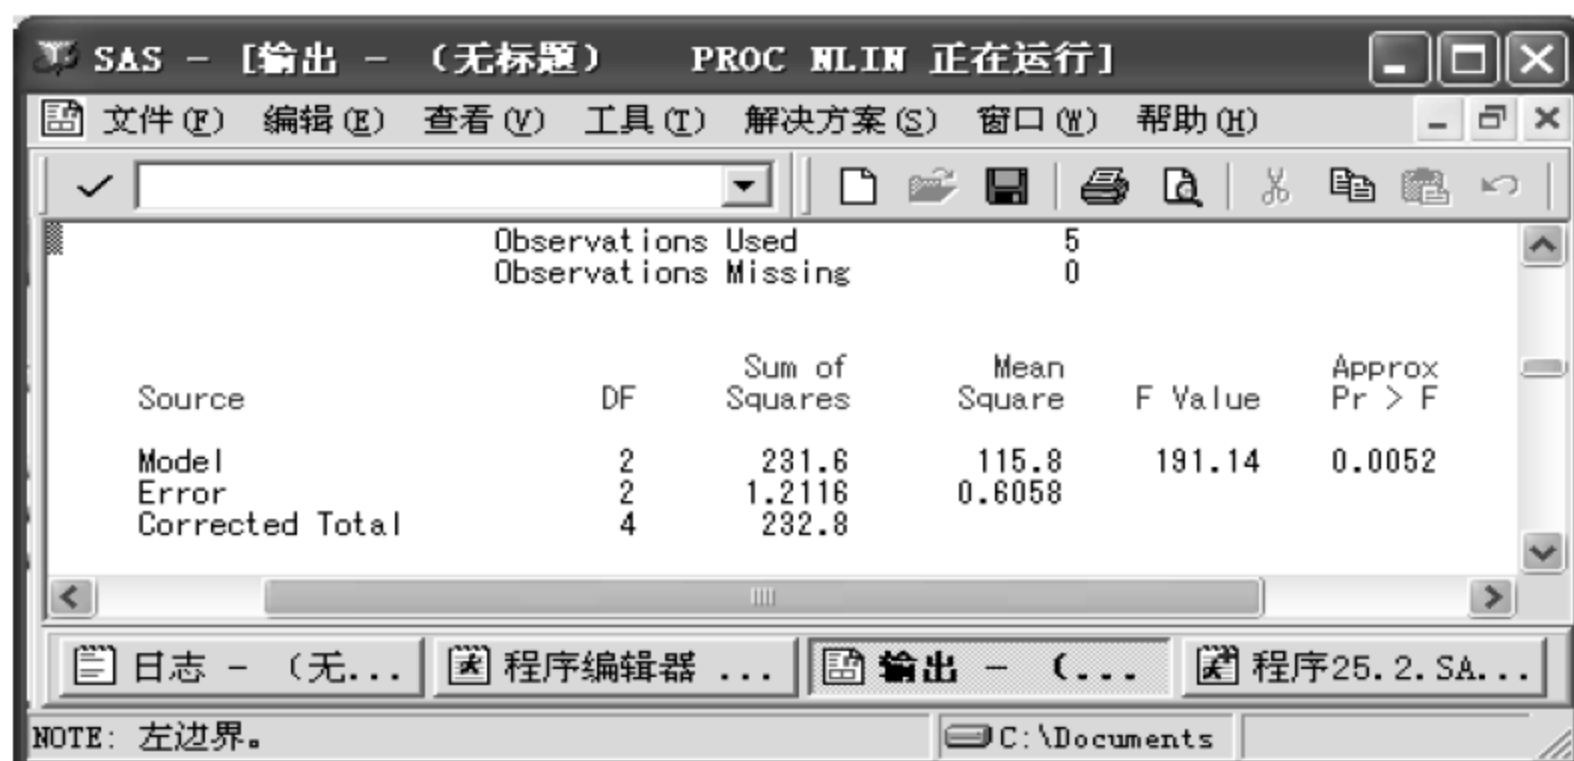 SAS - [输出 - （无标题） PROC NLIN 正在运行]
文件(F) 编辑(E) 查看(V) 工具(T) 解决方案(S) 窗口(W) 帮助(H)
Observations Used 5
Observations Missing 0
Sum of Mean Approx
Source DF Squares Square F Value Pr > F
Model 2 231.6 115.8 191.14 0.0052
Error 2 1.2116 0.6058
Corrected Total 4 232.8
日志 - （无... 程序编辑器 ... 输出 - （... 程序25.2.SA...
NOTE: 左边界。 C:\Documents